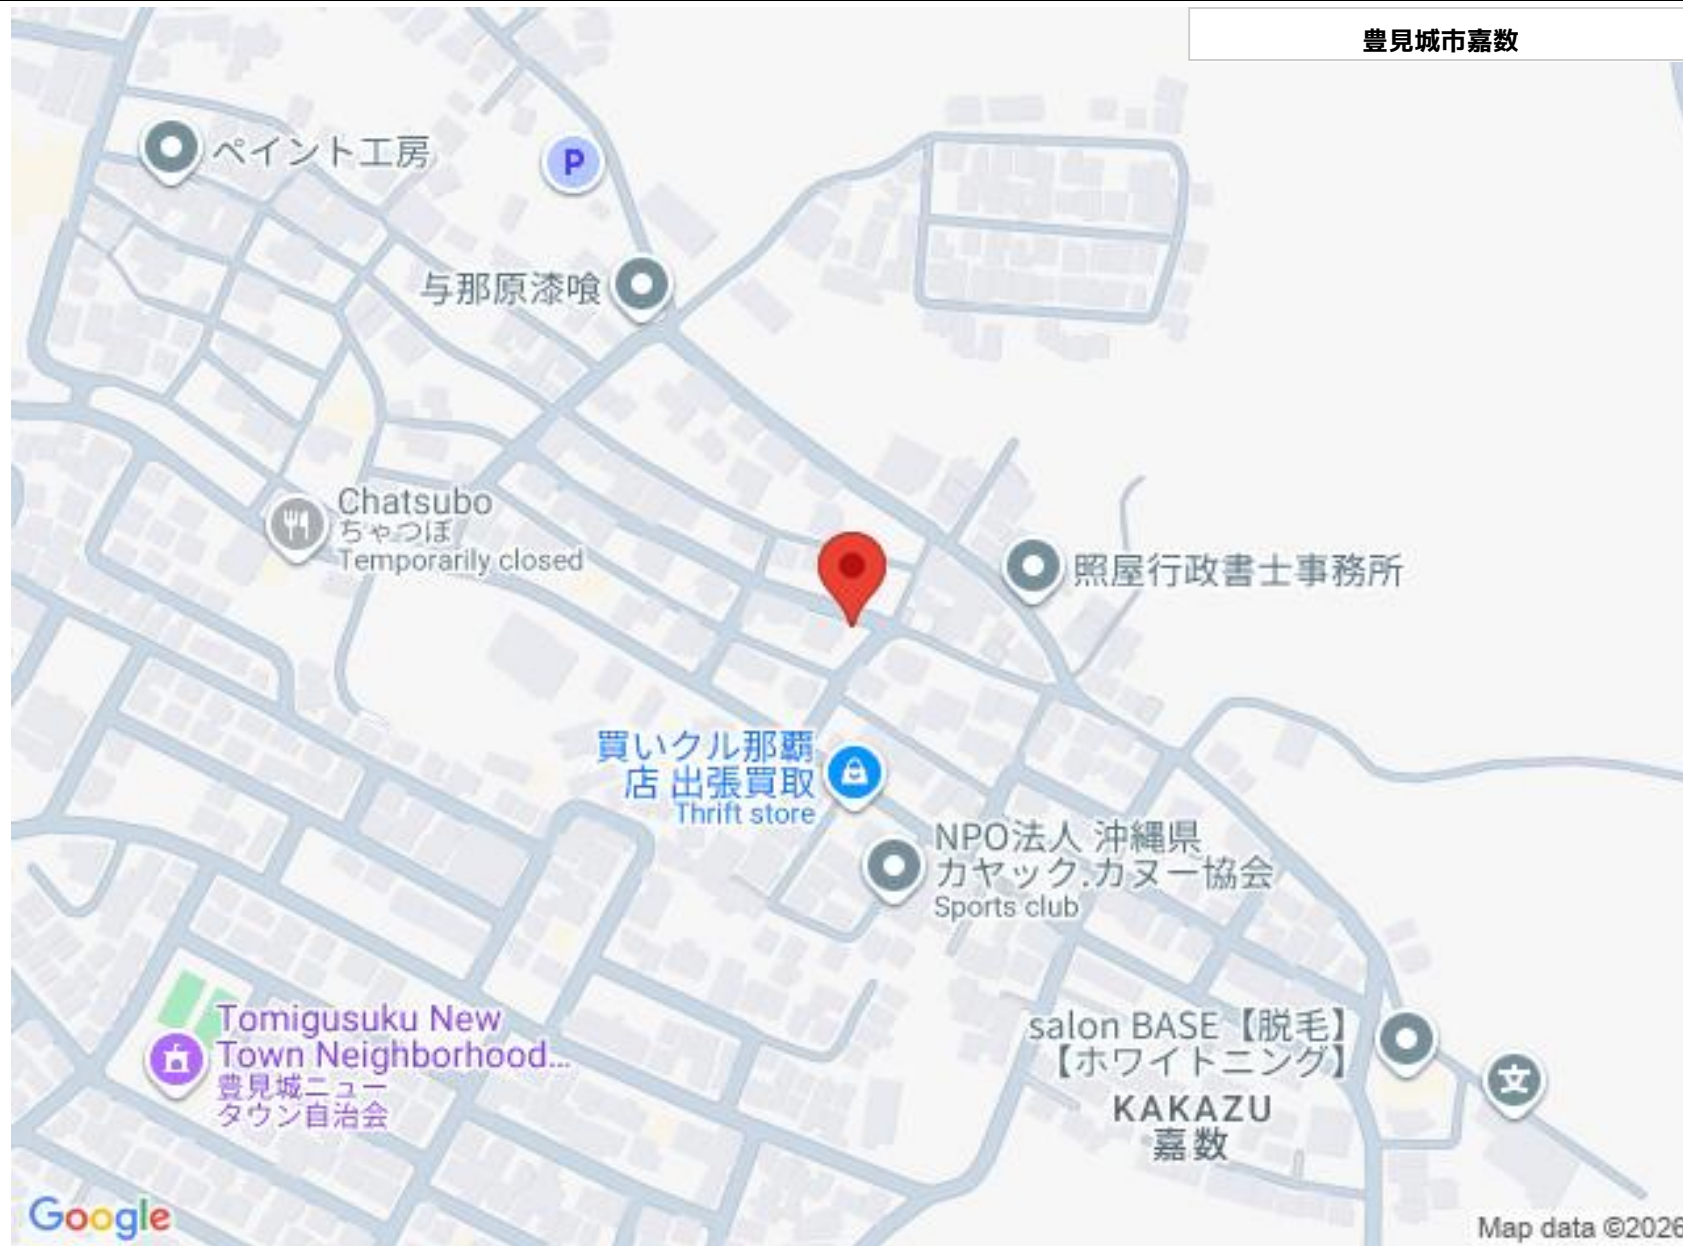 豊見城市嘉数
ペイント工房
P
与那原漆喰
Chatsubo
ちゃつぼ
Temporarily closed
照屋行政書士事務所
買いクル那覇
店 出張買取
Thrift store
NPO法人 沖縄県
カヤック.カヌー協会
Sports club
Tomigusuku New
Town Neighborhood...
豊見城ニュー
タウン自治会
salon BASE【脱毛】
【ホワイトニング】
KAKAZU
嘉数
文
Google
Map data ©2026